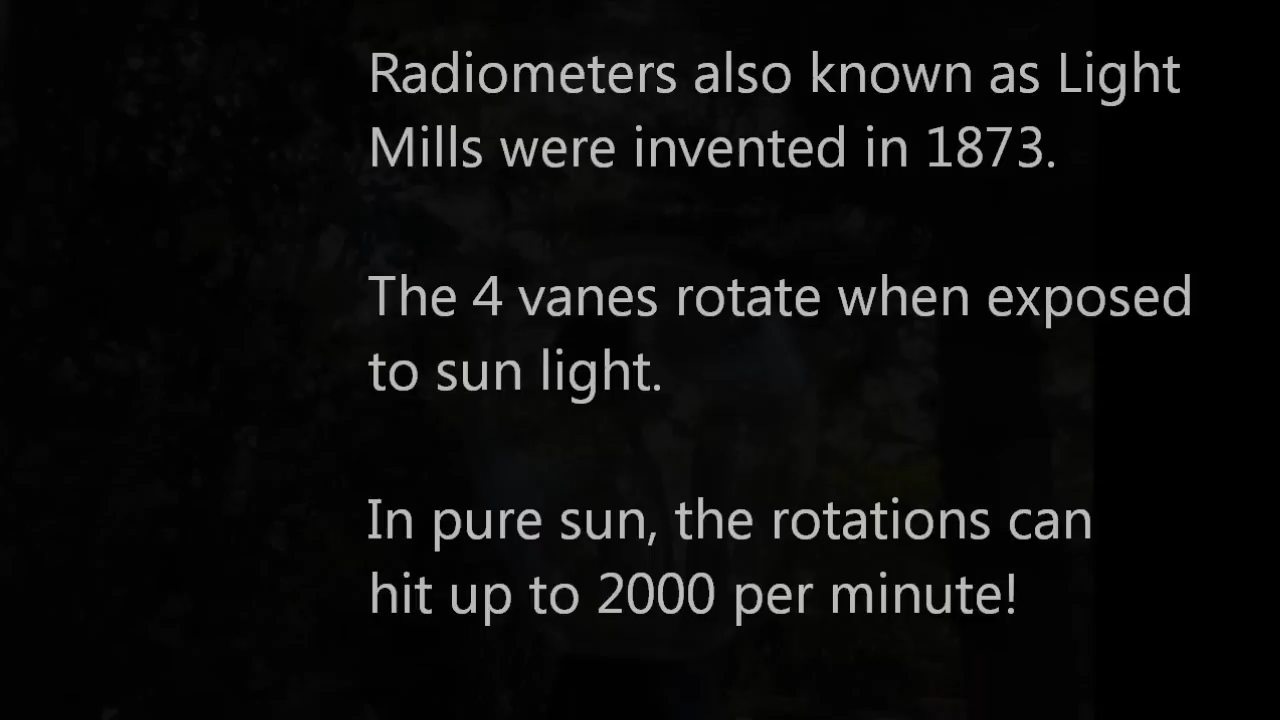 Radiometers also known as Light
Mills were invented in 1873.
The 4 vanes rotate when exposed
to sun light.
In pure sun, the rotations can
hit up to 2000 per minute!